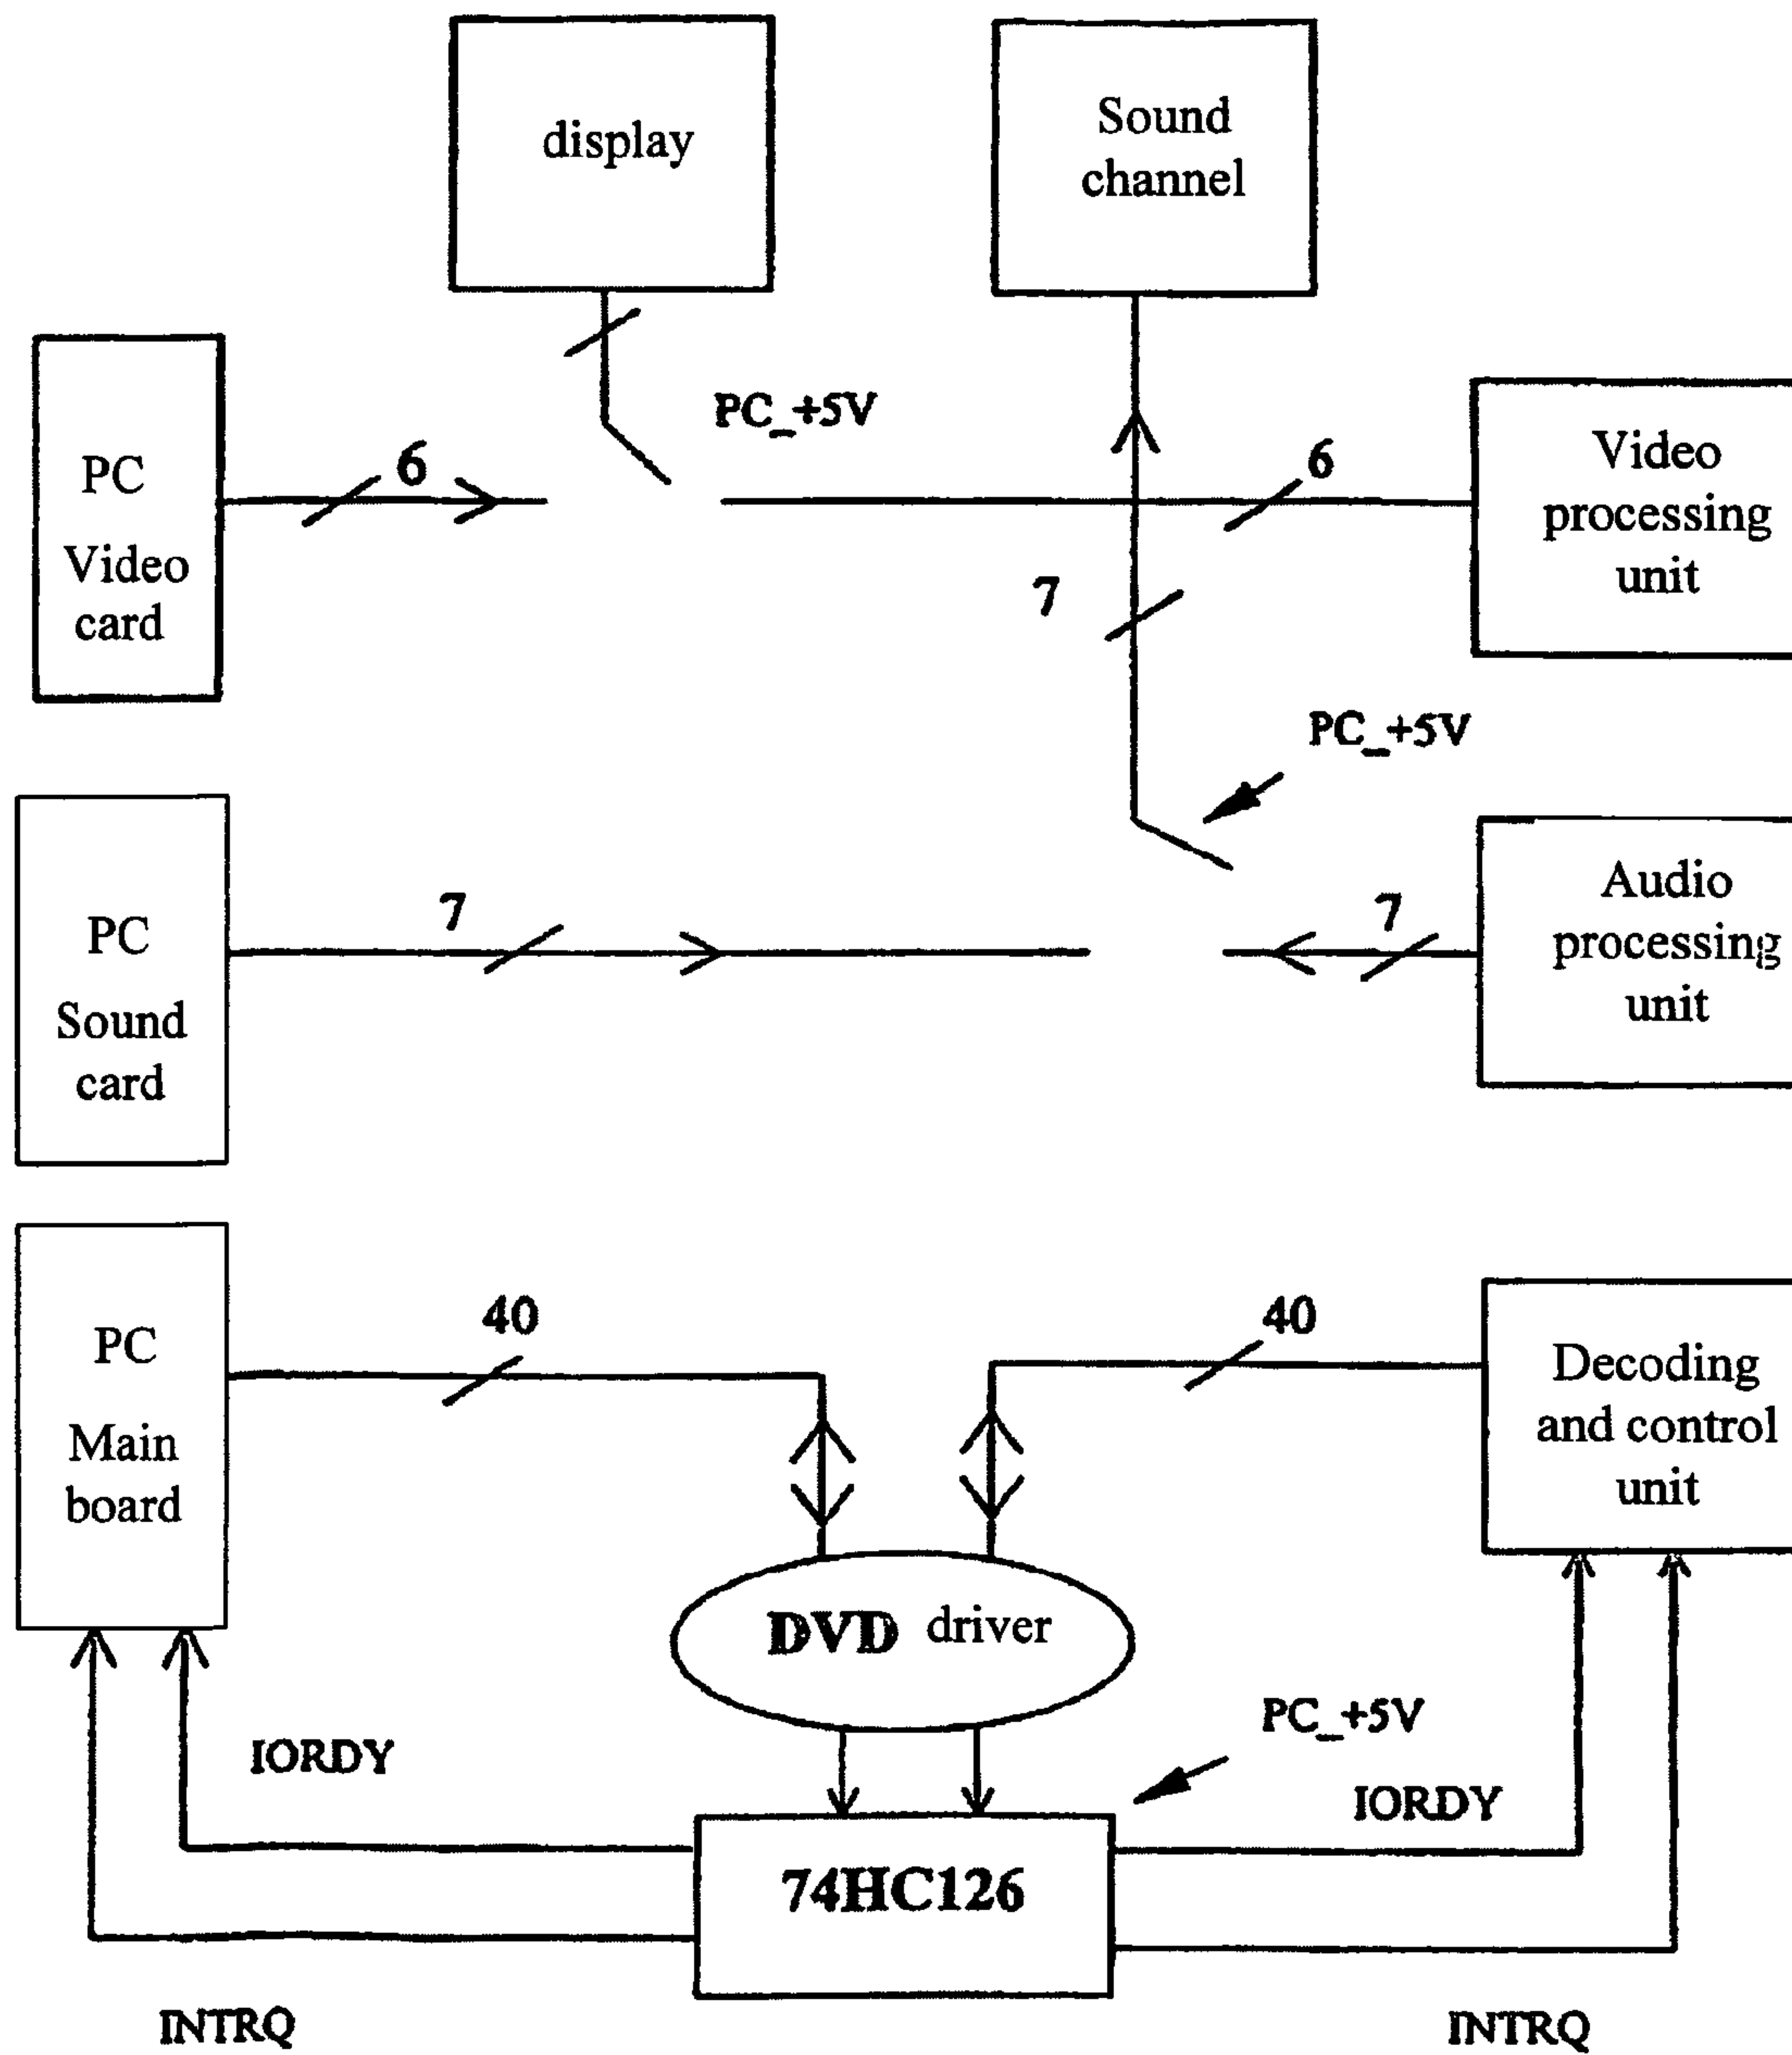 display
Sound
channel
PC_+5V
PC
Video
card
6
6
Video
processing
unit
7
PC_+5V
PC
Sound
card
7
7
Audio
processing
unit
PC
Main
board
40
40
Decoding
and control
unit
DVD driver
PC_+5V
IORDY
IORDY
74HC126
INTRQ
INTRQ